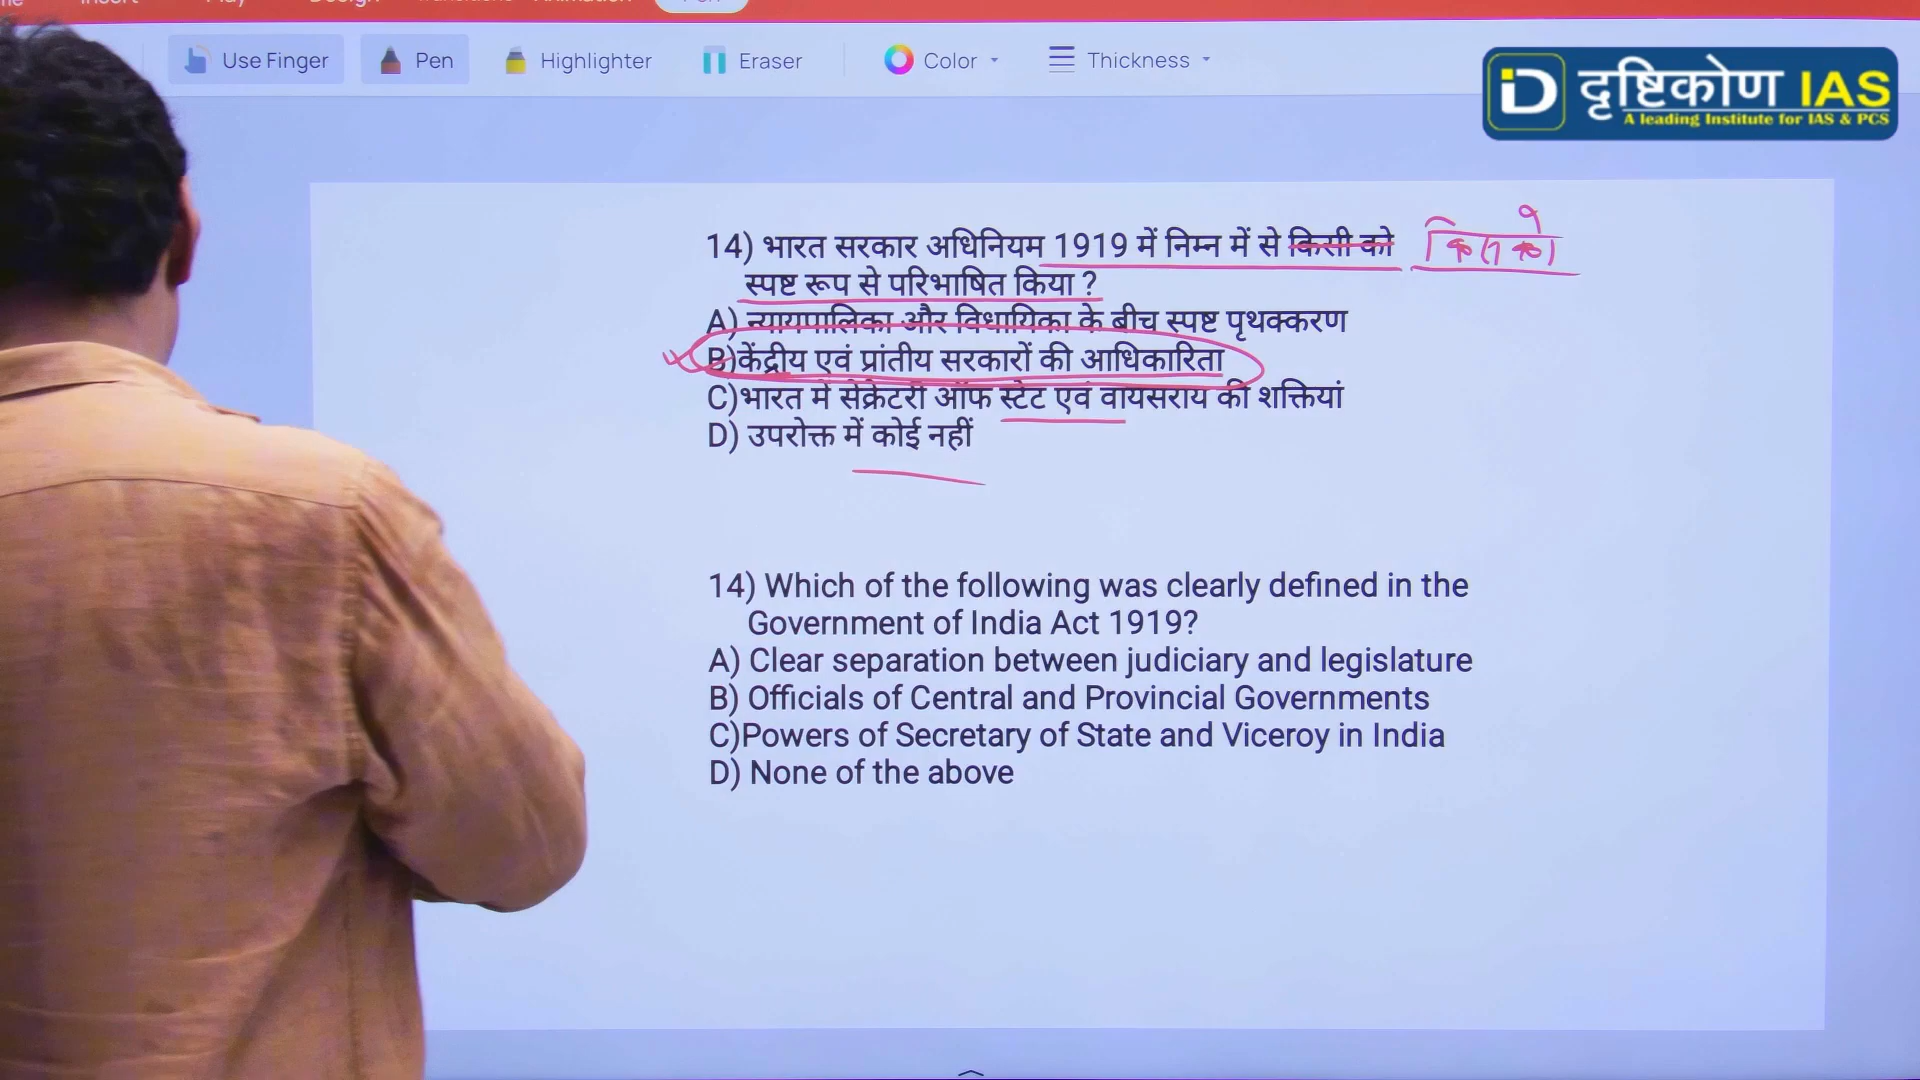 Use Finger Pen Highlighter Eraser Color Thickness
iD दृष्टिकोण IAS
A leading Institute for IAS & PCS
14) भारत सरकार अधिनियम 1919 में निम्न में से किसी को किसको
स्पष्ट रूप से परिभाषित किया ?
A) न्यायपालिका और विधायिका के बीच स्पष्ट पृथक्करण
B)केंद्रीय एवं प्रांतीय सरकारों की आधिकारिता
C)भारत में सेक्रेटरी ऑफ स्टेट एवं वायसराय की शक्तियां
D) उपरोक्त में कोई नहीं
14) Which of the following was clearly defined in the
Government of India Act 1919?
A) Clear separation between judiciary and legislature
B) Officials of Central and Provincial Governments
C)Powers of Secretary of State and Viceroy in India
D) None of the above